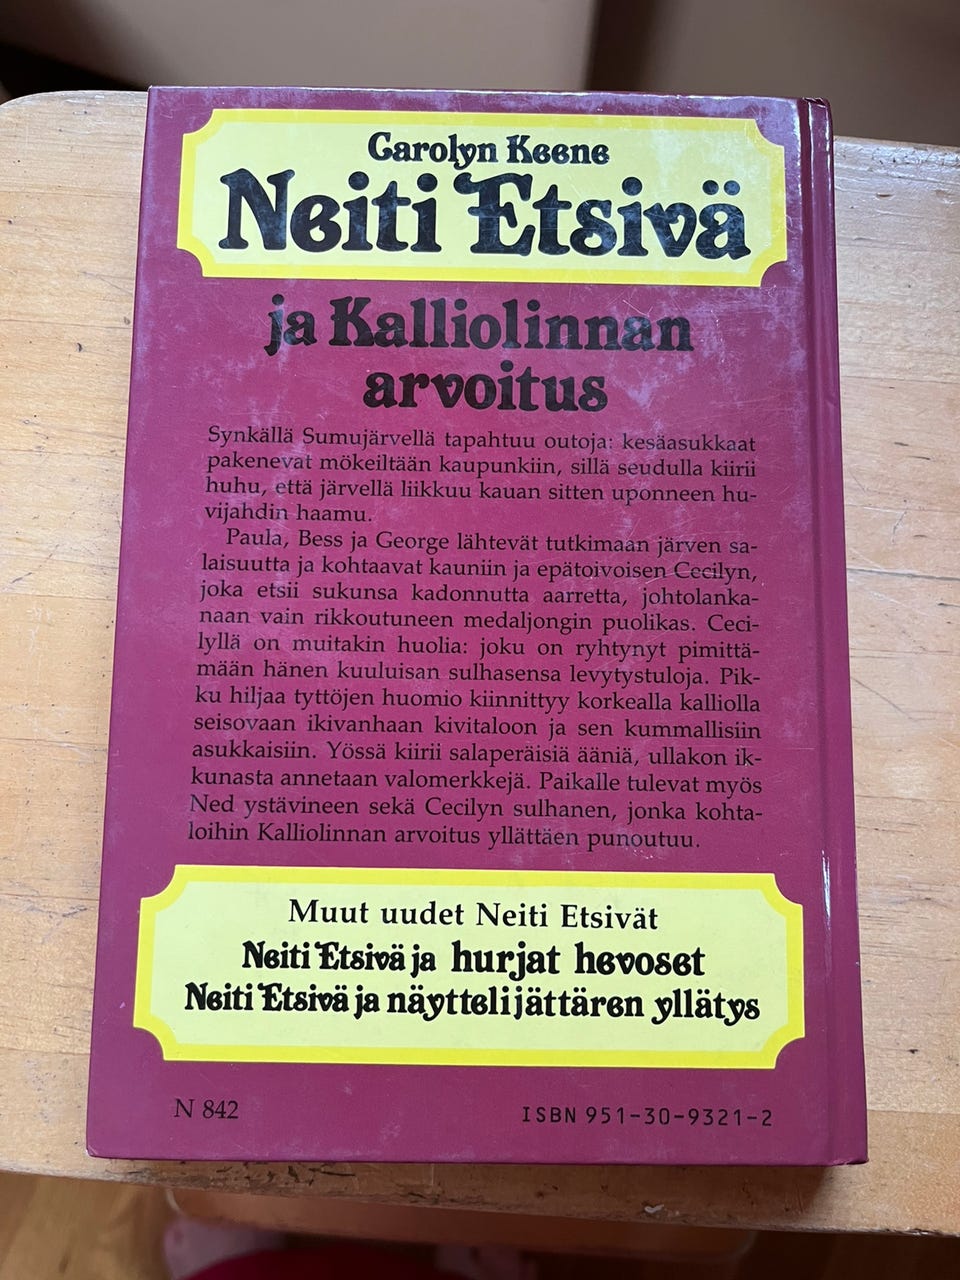 Carolyn Keene
Neiti Etsivä
ja Kalliolinnan
arvoitus
Synkällä Sumujärvellä tapahtuu outoja: kesäasukkaat
pakenevat mökeiltään kaupunkiin, sillä seudulla kiirii
huhu, että järvellä liikkuu kauan sitten uponneen hu-
vijahdin haamu.
Paula, Bess ja George lähtevät tutkimaan järven sa-
laisuutta ja kohtaavat kauniin ja epätoivoisen Cecilyn,
joka etsii sukunsa kadonnutta aarretta, johtolanka-
naan vain rikkoutuneen medaljongin puolikas. Ceci-
lyllä on muitakin huolia: joku on ryhtynyt pimittä-
mään hänen kuuluisan sulhasensa levytystuloja. Pik-
ku hiljaa tyttöjen huomio kiinnittyy korkealla kalliolla
seisovaan ikivanhaan kivitaloon ja sen kummallisiin
asukkaisiin. Yössä kiirii salaperäisiä ääniä, ullakon ik-
kunasta annetaan valomerkkejä. Paikalle tulevat myös
Ned ystävineen sekä Cecilyn sulhanen, jonka kohta-
loihin Kalliolinnan arvoitus yllättäen punoutuu.
Muut uudet Neiti Etsivät
Neiti Etsivä ja hurjat hevoset
Neiti Etsivä ja näyttelijättären yllätys
N 842
ISBN 951-30-9321-2